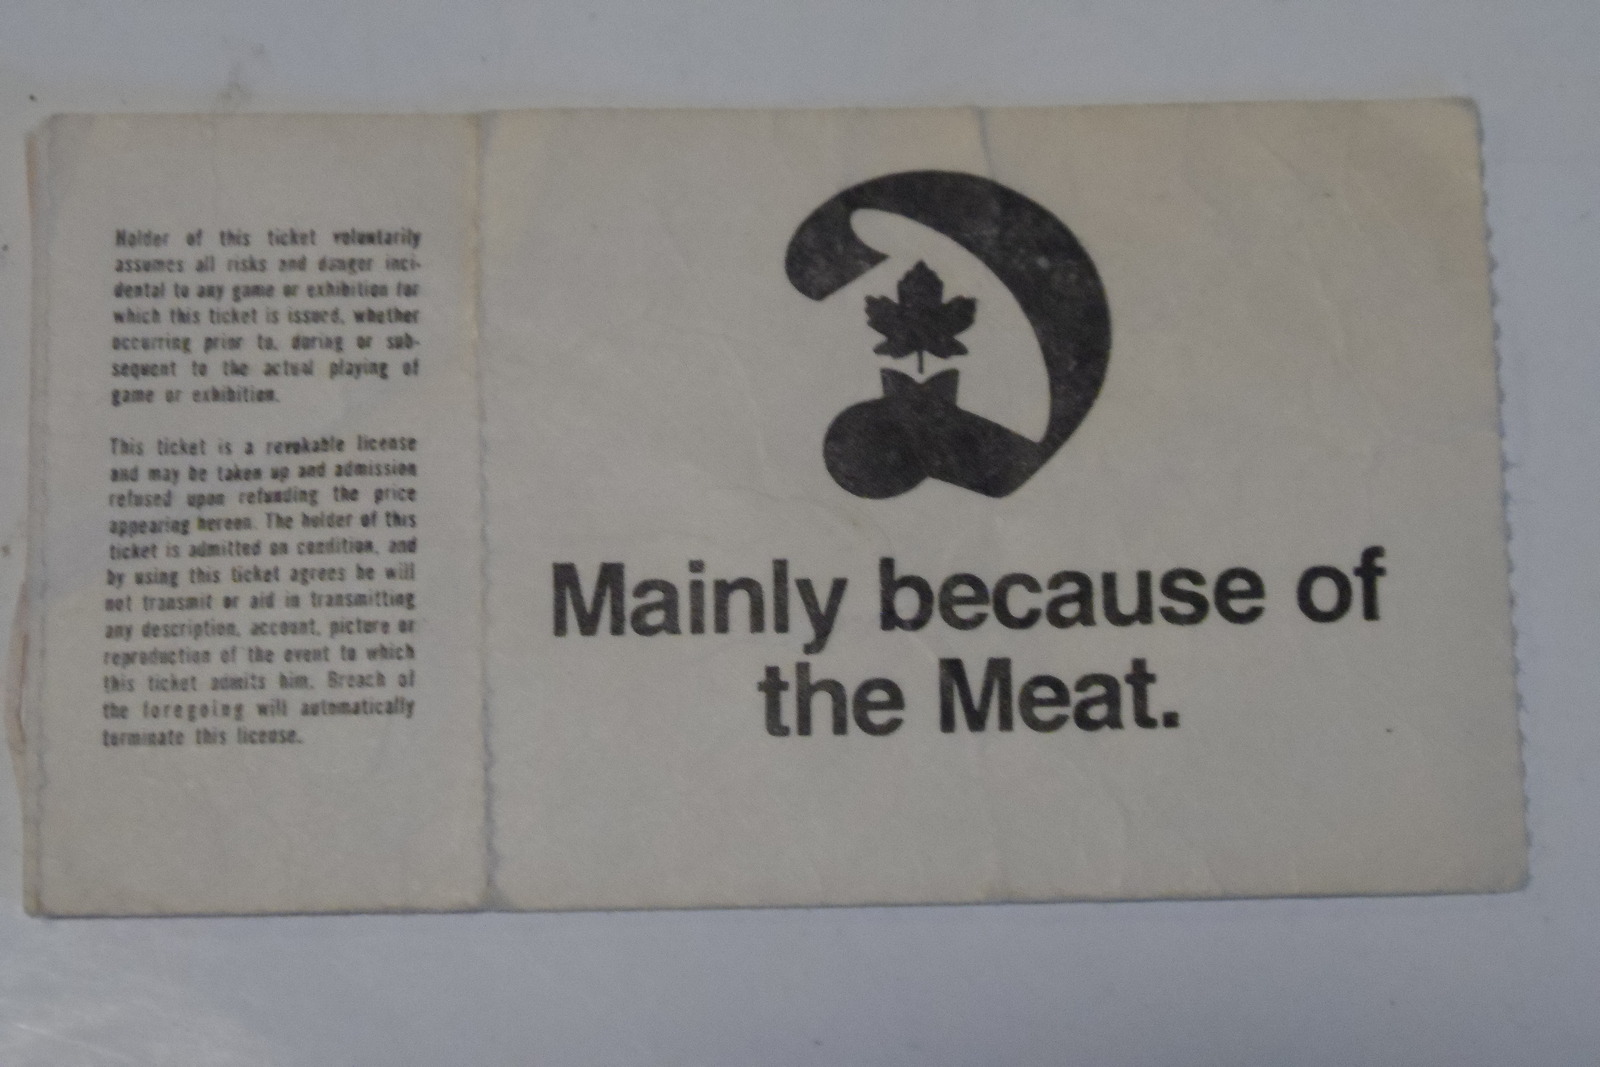 Holder of this ticket voluntarily
assumes all risks and danger inci-
dental to any game or exhibition for
which this ticket is issued, whether
occurring prior to, during or sub-
sequent to the actual playing of
game or exhibition.
This ticket is a revokable license
and may be taken up and admission
refused upon refunding the price
appearing hereon. The holder of this
ticket is admitted on condition, and
by using this ticket agrees he will
not transmit or aid in transmitting
any description, account, picture or
reproduction of the event to which
this ticket admits him. Breach of
the foregoing will automatically
terminate this license.
Mainly because of
the Meat.